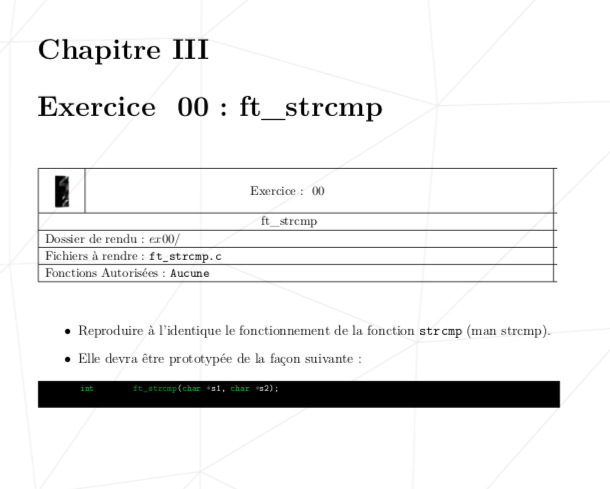 Chapitre III
Exercice 00 : ft_strcmp
Exercice : 00
ft_strcmp
Dossier de rendu : ex00/
Fichiers à rendre : ft_strcmp.c
Fonctions Autorisées : Aucune
• Reproduire à l'identique le fonctionnement de la fonction strcmp (man strcmp).
• Elle devra être prototypée de la façon suivante :
int ft_strcmp(char *s1, char *s2);